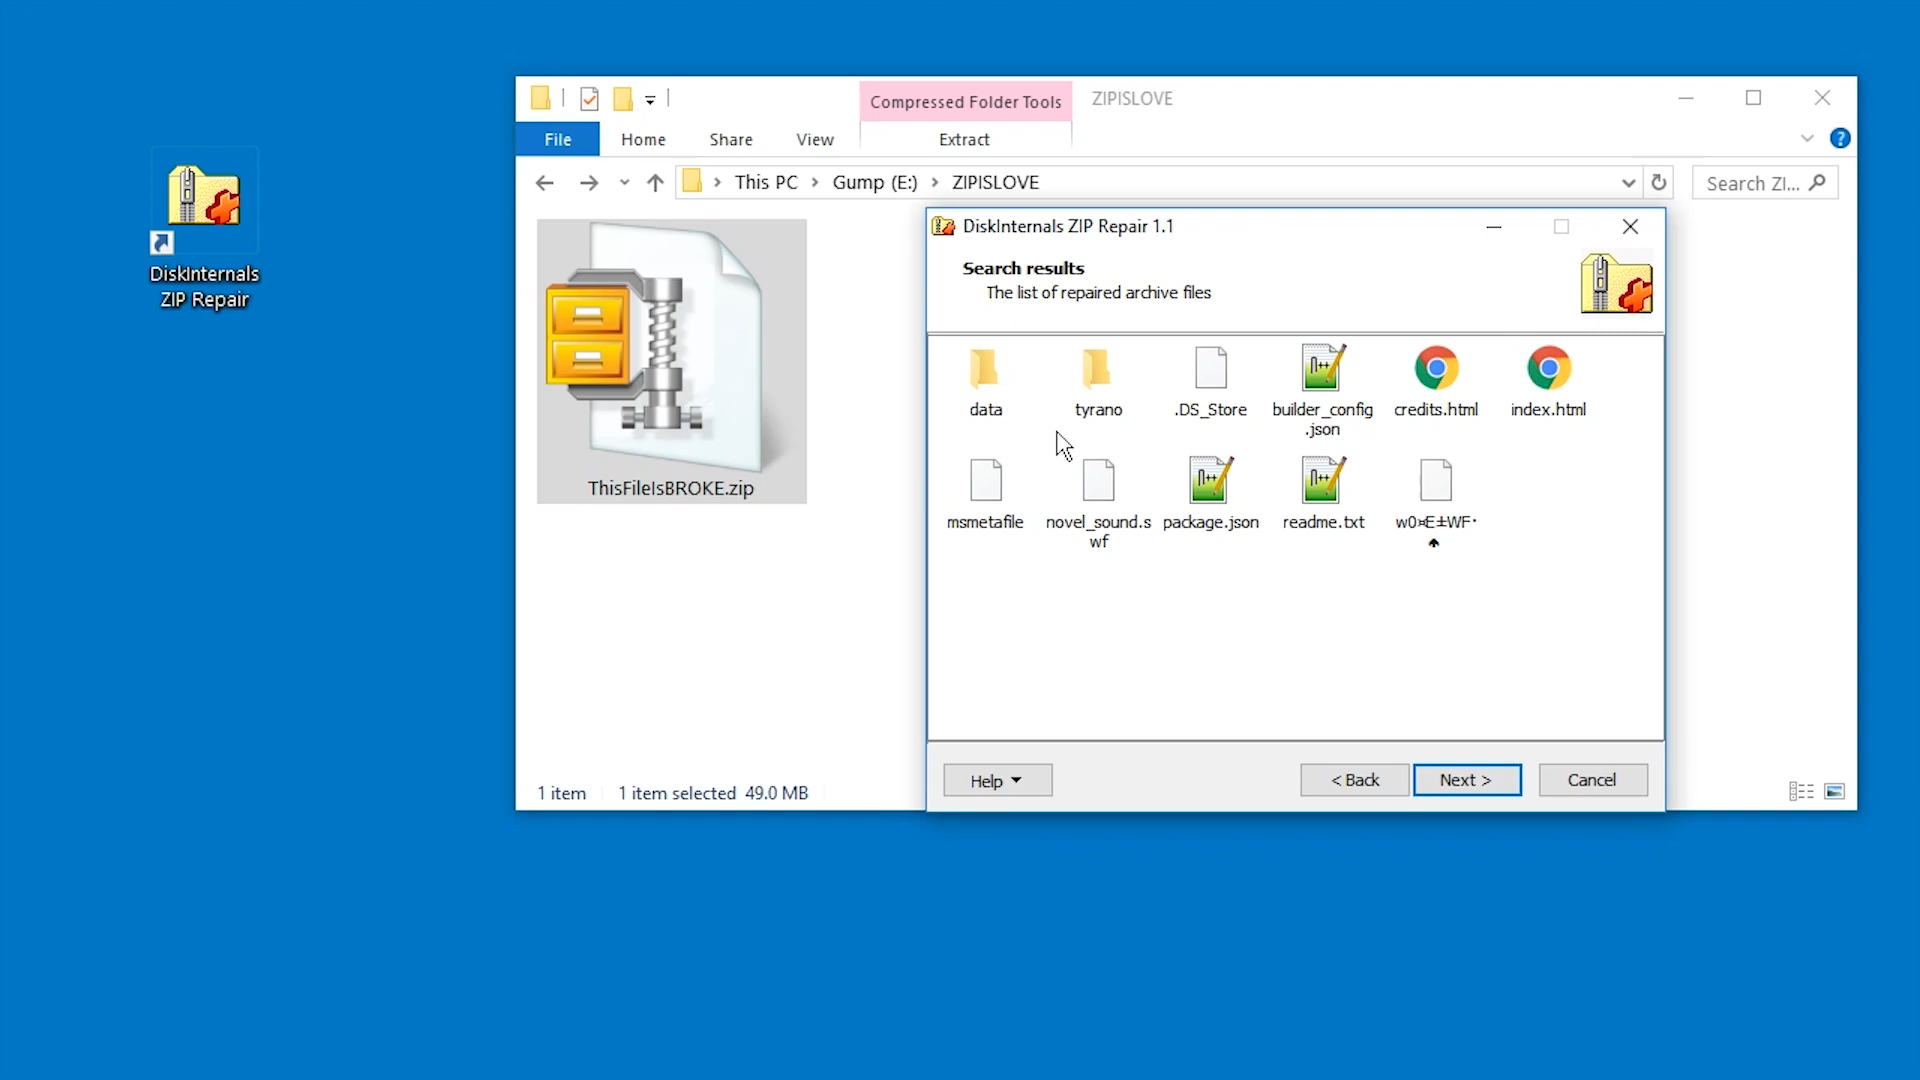 Compressed Folder Tools
ZIPISLOVE
File
Home
Share
View
Extract
?
This PC
Gump (E:)
ZIPISLOVE
Search ZI...
DiskInternals
ZIP Repair
ThisFileIsBROKE.zip
DiskInternals ZIP Repair 1.1
Search results
The list of repaired archive files
data
tyrano
.DS_Store
builder_config
.json
credits.html
index.html
msmetafile
novel_sound.s
wf
package.json
readme.txt
w0¤E±WF·
Help
< Back
Next >
Cancel
1 item
1 item selected 49.0 MB